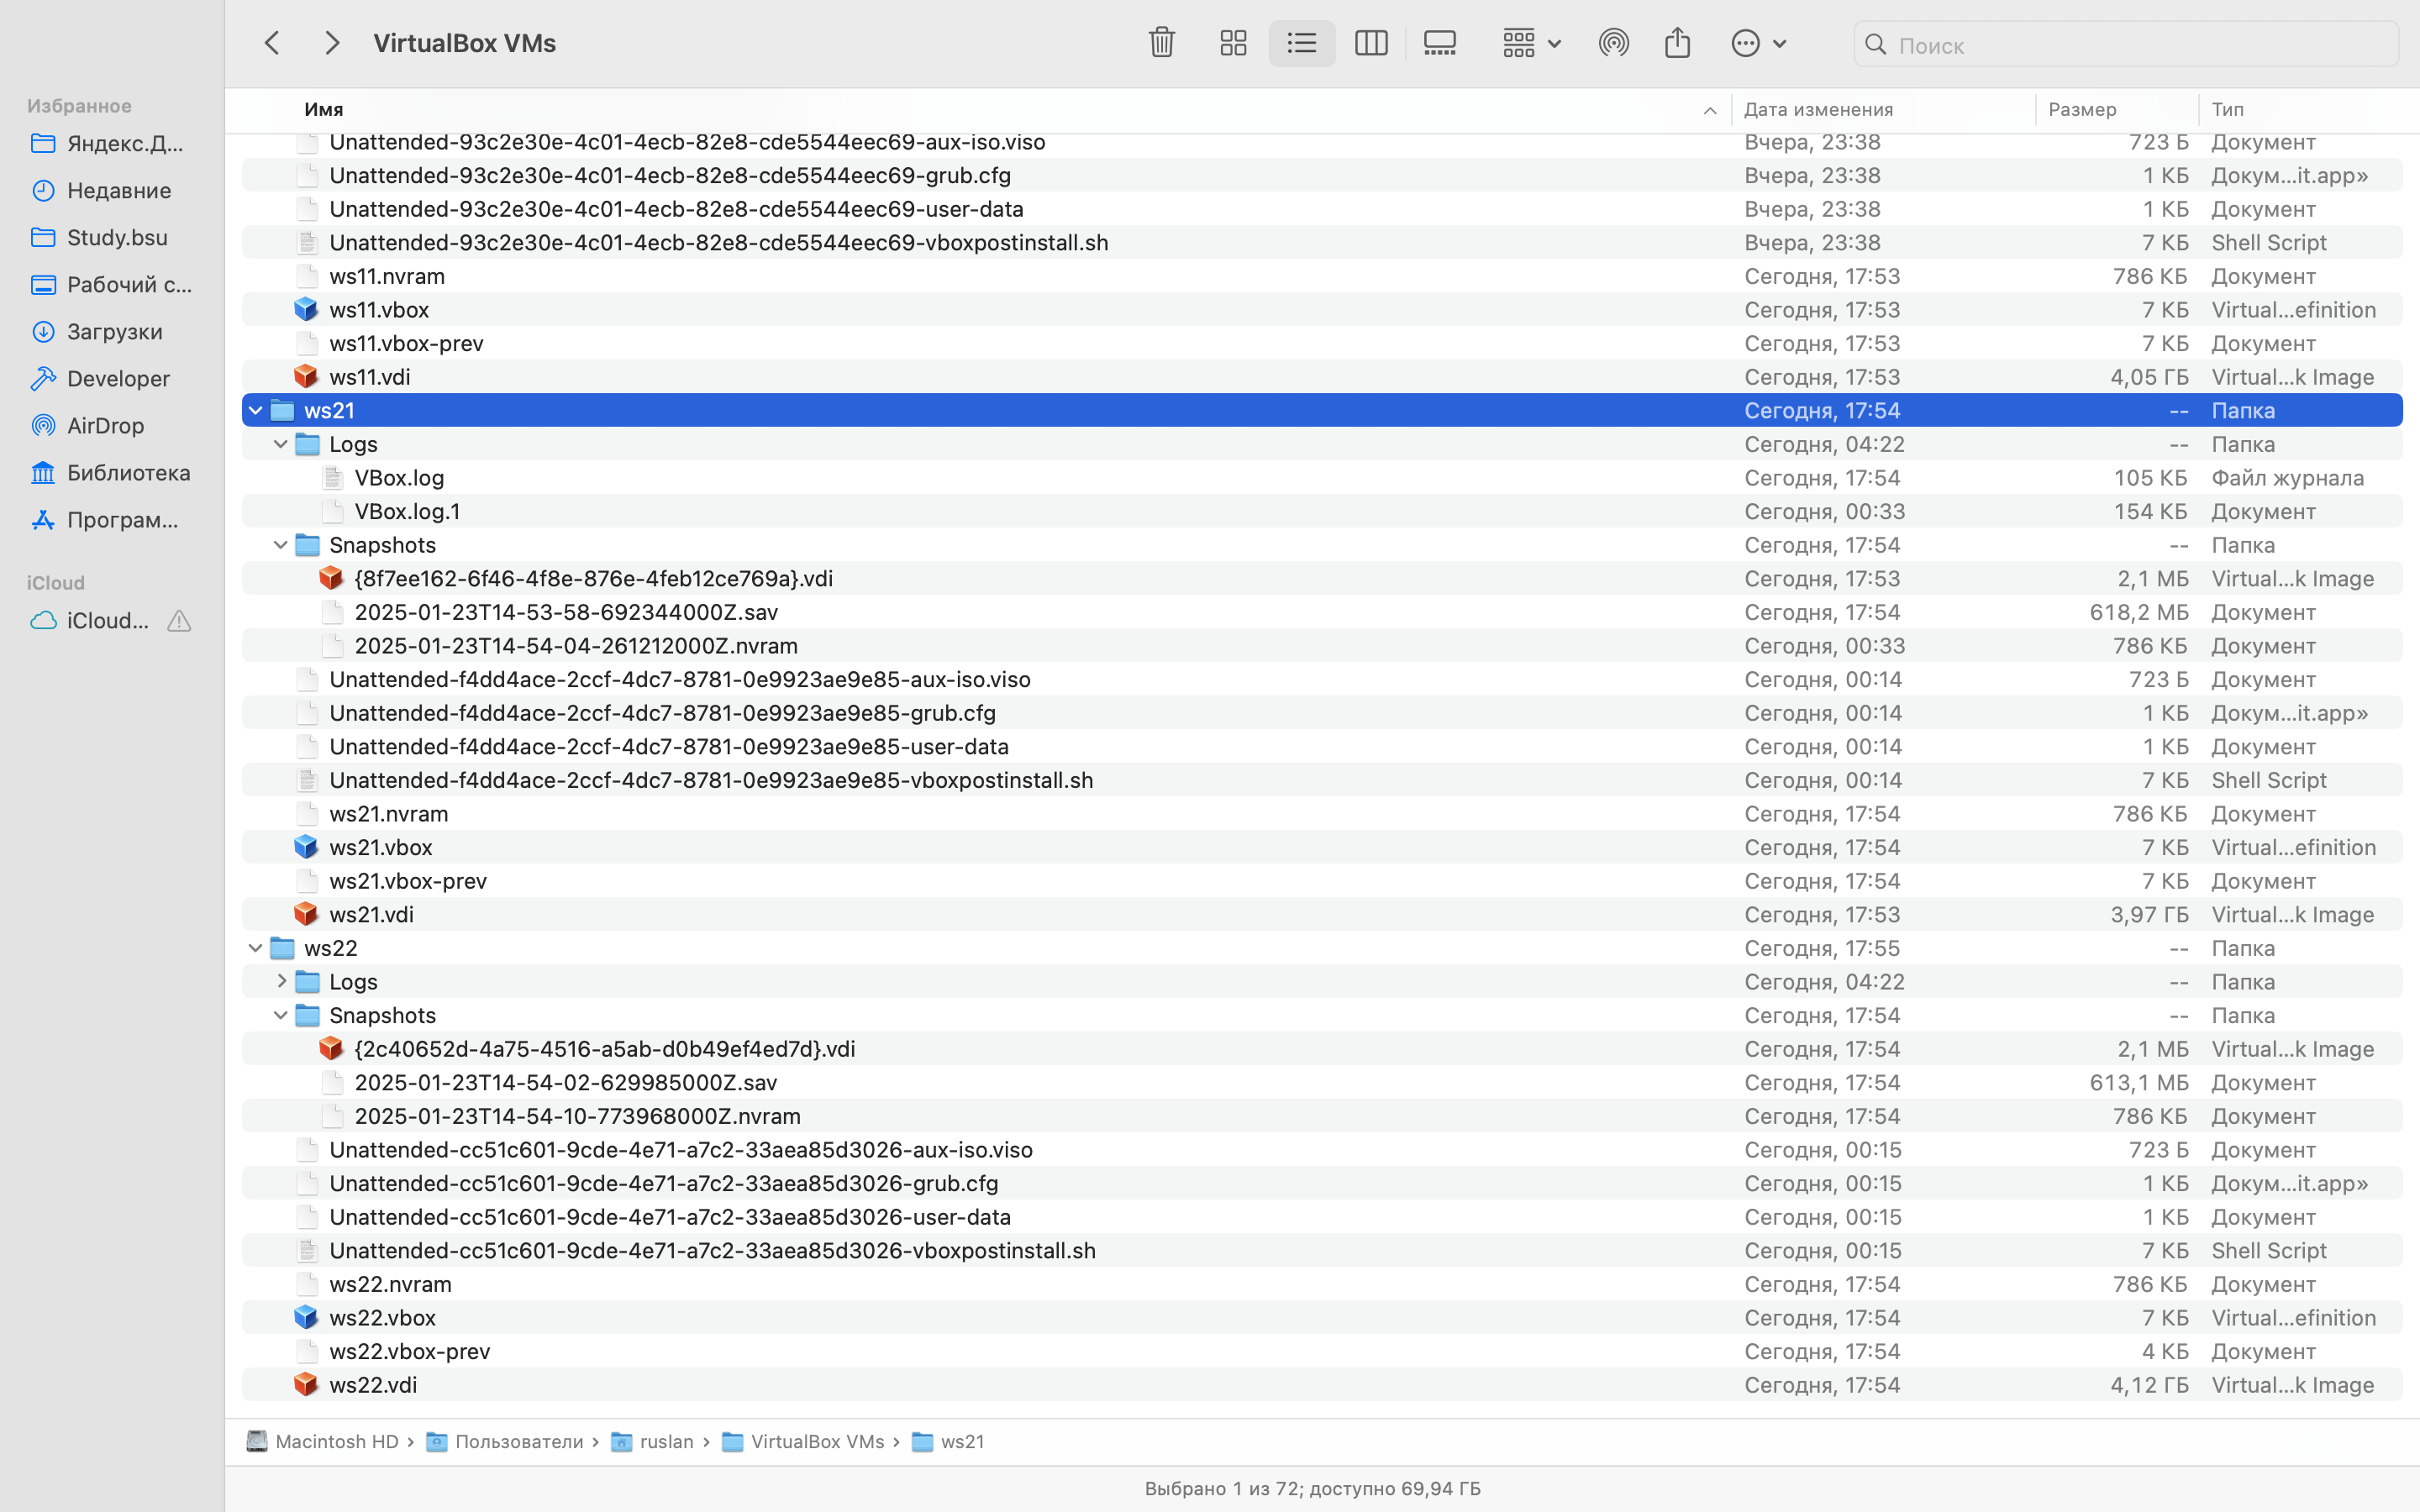 VirtualBox VMs
Поиск
Избранное
Яндекс.Д...
Недавние
Study.bsu
Рабочий с...
Загрузки
Developer
AirDrop
Библиотека
Програм...
iCloud
iCloud...
Имя Дата изменения Размер Тип
Unattended-93c2e30e-4c01-4ecb-82e8-cde5544eec69-aux-iso.viso Вчера, 23:38 723 Б Документ
Unattended-93c2e30e-4c01-4ecb-82e8-cde5544eec69-grub.cfg Вчера, 23:38 1 КБ Докум...it.app»
Unattended-93c2e30e-4c01-4ecb-82e8-cde5544eec69-user-data Вчера, 23:38 1 КБ Документ
Unattended-93c2e30e-4c01-4ecb-82e8-cde5544eec69-vboxpostinstall.sh Вчера, 23:38 7 КБ Shell Script
ws11.nvram Сегодня, 17:53 786 КБ Документ
ws11.vbox Сегодня, 17:53 7 КБ Virtual...efinition
ws11.vbox-prev Сегодня, 17:53 7 КБ Документ
ws11.vdi Сегодня, 17:53 4,05 ГБ Virtual...k Image
ws21 Сегодня, 17:54 -- Папка
Logs Сегодня, 04:22 -- Папка
VBox.log Сегодня, 17:54 105 КБ Файл журнала
VBox.log.1 Сегодня, 00:33 154 КБ Документ
Snapshots Сегодня, 17:54 -- Папка
{8f7ee162-6f46-4f8e-876e-4feb12ce769a}.vdi Сегодня, 17:53 2,1 МБ Virtual...k Image
2025-01-23T14-53-58-692344000Z.sav Сегодня, 17:54 618,2 МБ Документ
2025-01-23T14-54-04-261212000Z.nvram Сегодня, 00:33 786 КБ Документ
Unattended-f4dd4ace-2ccf-4dc7-8781-0e9923ae9e85-aux-iso.viso Сегодня, 00:14 723 Б Документ
Unattended-f4dd4ace-2ccf-4dc7-8781-0e9923ae9e85-grub.cfg Сегодня, 00:14 1 КБ Докум...it.app»
Unattended-f4dd4ace-2ccf-4dc7-8781-0e9923ae9e85-user-data Сегодня, 00:14 1 КБ Документ
Unattended-f4dd4ace-2ccf-4dc7-8781-0e9923ae9e85-vboxpostinstall.sh Сегодня, 00:14 7 КБ Shell Script
ws21.nvram Сегодня, 17:54 786 КБ Документ
ws21.vbox Сегодня, 17:54 7 КБ Virtual...efinition
ws21.vbox-prev Сегодня, 17:54 7 КБ Документ
ws21.vdi Сегодня, 17:53 3,97 ГБ Virtual...k Image
ws22 Сегодня, 17:55 -- Папка
Logs Сегодня, 04:22 -- Папка
Snapshots Сегодня, 17:54 -- Папка
{2c40652d-4a75-4516-a5ab-d0b49ef4ed7d}.vdi Сегодня, 17:54 2,1 МБ Virtual...k Image
2025-01-23T14-54-02-629985000Z.sav Сегодня, 17:54 613,1 МБ Документ
2025-01-23T14-54-10-773968000Z.nvram Сегодня, 17:54 786 КБ Документ
Unattended-cc51c601-9cde-4e71-a7c2-33aea85d3026-aux-iso.viso Сегодня, 00:15 723 Б Документ
Unattended-cc51c601-9cde-4e71-a7c2-33aea85d3026-grub.cfg Сегодня, 00:15 1 КБ Докум...it.app»
Unattended-cc51c601-9cde-4e71-a7c2-33aea85d3026-user-data Сегодня, 00:15 1 КБ Документ
Unattended-cc51c601-9cde-4e71-a7c2-33aea85d3026-vboxpostinstall.sh Сегодня, 00:15 7 КБ Shell Script
ws22.nvram Сегодня, 17:54 786 КБ Документ
ws22.vbox Сегодня, 17:54 7 КБ Virtual...efinition
ws22.vbox-prev Сегодня, 17:54 4 КБ Документ
ws22.vdi Сегодня, 17:54 4,12 ГБ Virtual...k Image
Macintosh HD › Пользователи › ruslan › VirtualBox VMs › ws21
Выбрано 1 из 72; доступно 69,94 ГБ